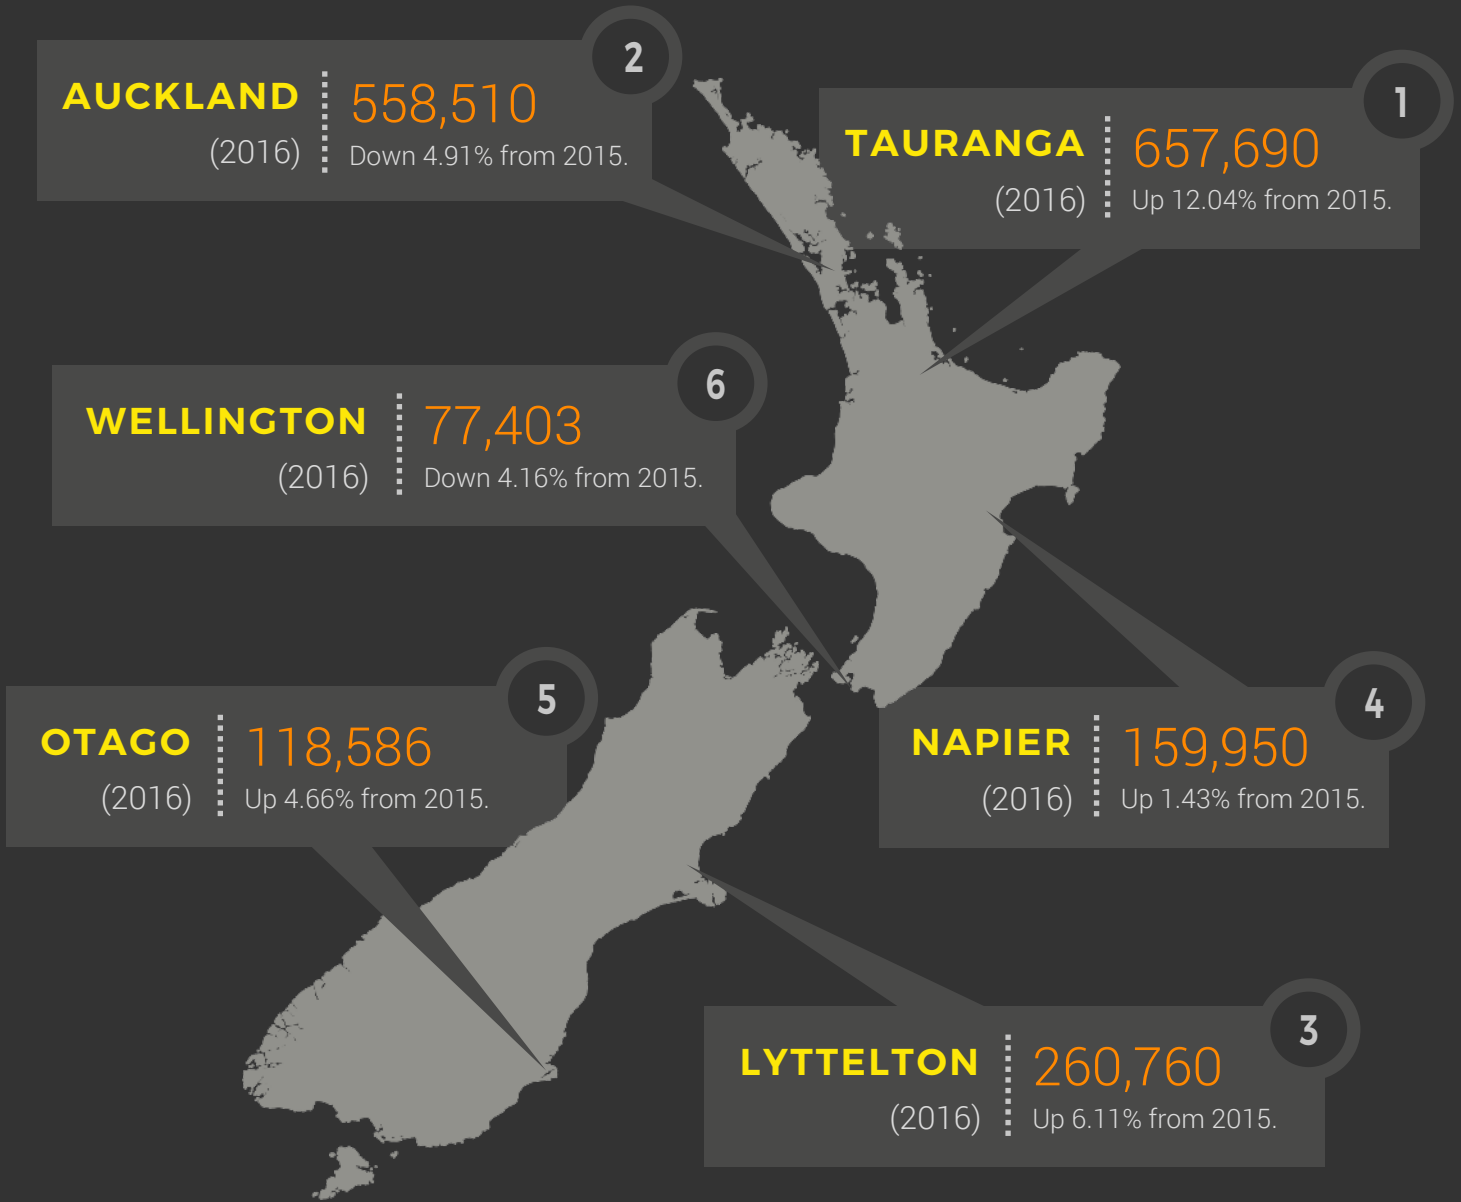 2
AUCKLAND
(2016)
558,510
Down 4.91% from 2015.
1
TAURANGA
(2016)
657,690
Up 12.04% from 2015.
6
WELLINGTON
(2016)
77,403
Down 4.16% from 2015.
5
OTAGO
(2016)
118,586
Up 4.66% from 2015.
4
NAPIER
(2016)
159,950
Up 1.43% from 2015.
3
LYTTELTON
(2016)
260,760
Up 6.11% from 2015.